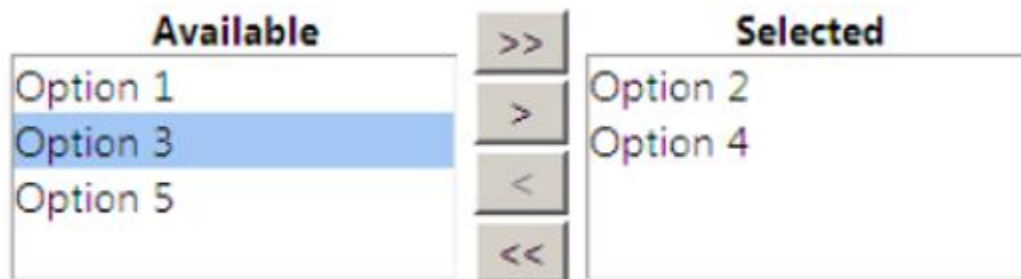 Available
Option 1
Option 3
Option 5
>>
>
<
<<
Selected
Option 2
Option 4